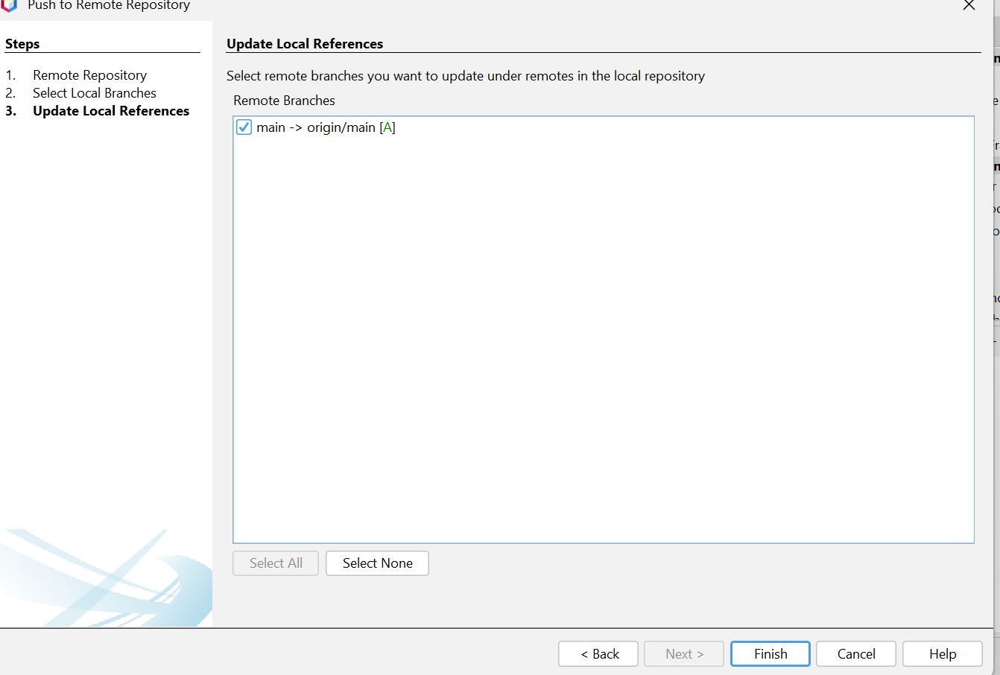 Push to Remote Repository
Steps
1. Remote Repository
2. Select Local Branches
3. Update Local References
Update Local References
Select remote branches you want to update under remotes in the local repository
Remote Branches
main -> origin/main [A]
Select All
Select None
< Back
Next >
Finish
Cancel
Help